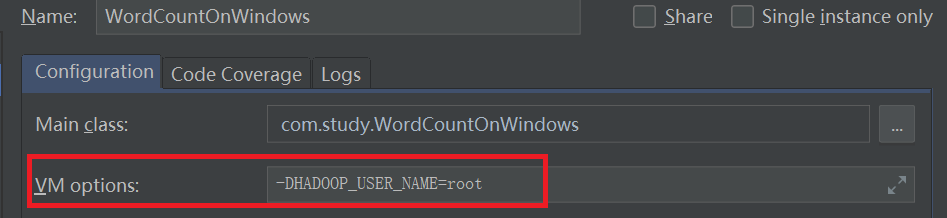 Name: WordCountOnWindows Share Single instance only
Configuration Code Coverage Logs
Main class: com.study.WordCountOnWindows ...
VM options: -DHADOOP_USER_NAME=root